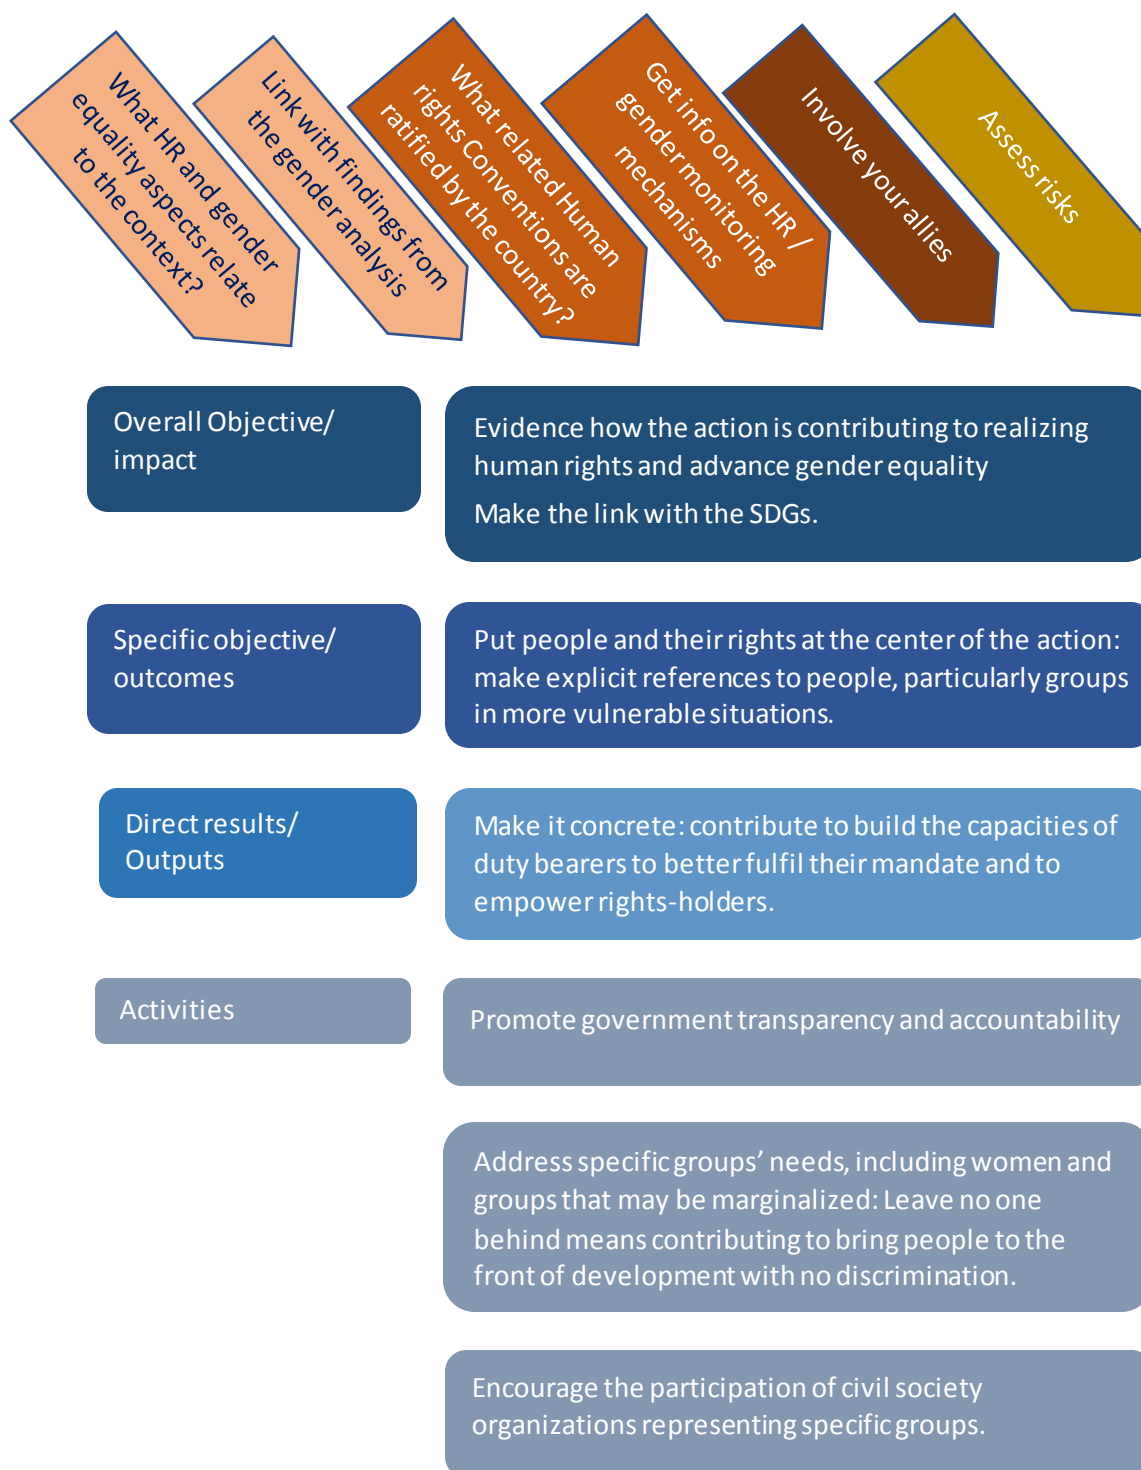 What HR and gender
equality aspects relate
to the context?
Link with findings from
the gender analysis
What related Human
rights Conventions are
ratified by the country?
Get info on the HR /
gender monitoring
mechanisms
Involve your allies
Assess risks
Overall Objective/
impact
Evidence how the action is contributing to realizing
human rights and advance gender equality
Make the link with the SDGs.
Specific objective/
outcomes
Put people and their rights at the center of the action:
make explicit references to people, particularly groups
in more vulnerable situations.
Direct results/
Outputs
Make it concrete: contribute to build the capacities of
duty bearers to better fulfil their mandate and to
empower rights-holders.
Activities
Promote government transparency and accountability
Address specific groups’ needs, including women and
groups that may be marginalized: Leave no one
behind means contributing to bring people to the
front of development with no discrimination.
Encourage the participation of civil society
organizations representing specific groups.